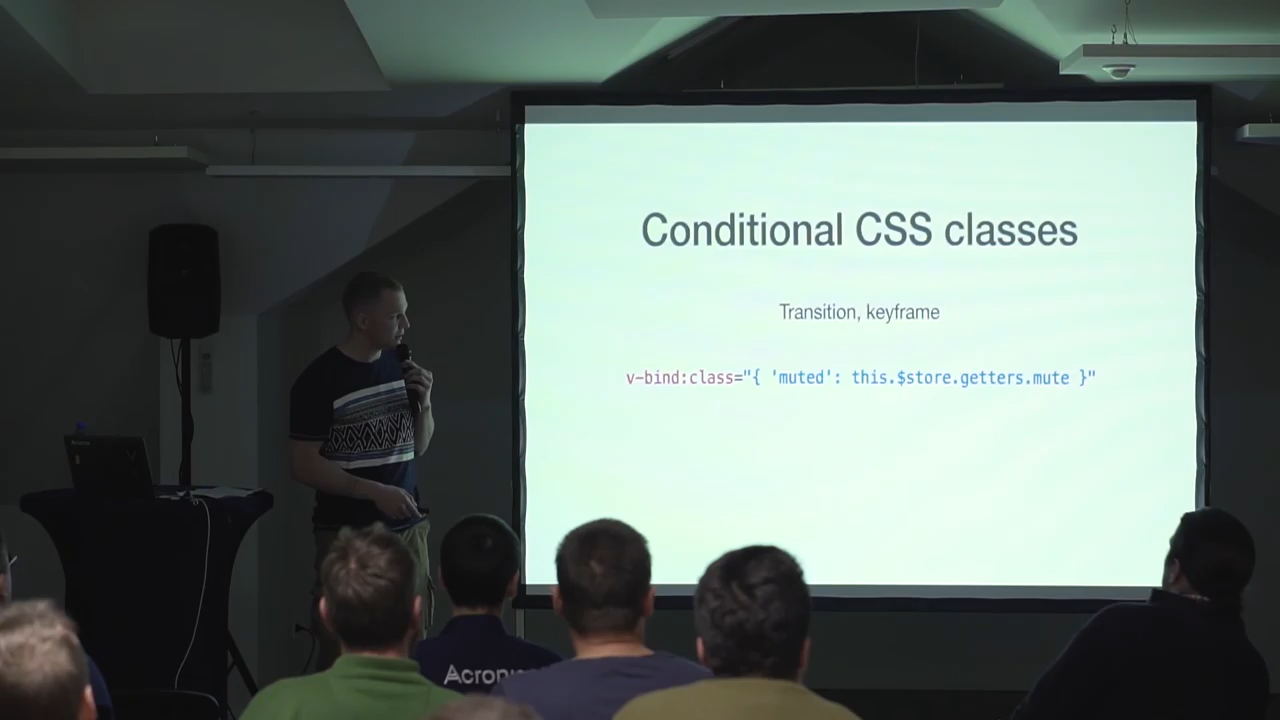 Conditional CSS classes
Transition, keyframe
v-bind:class="{ 'muted': this.$store.getters.mute }"